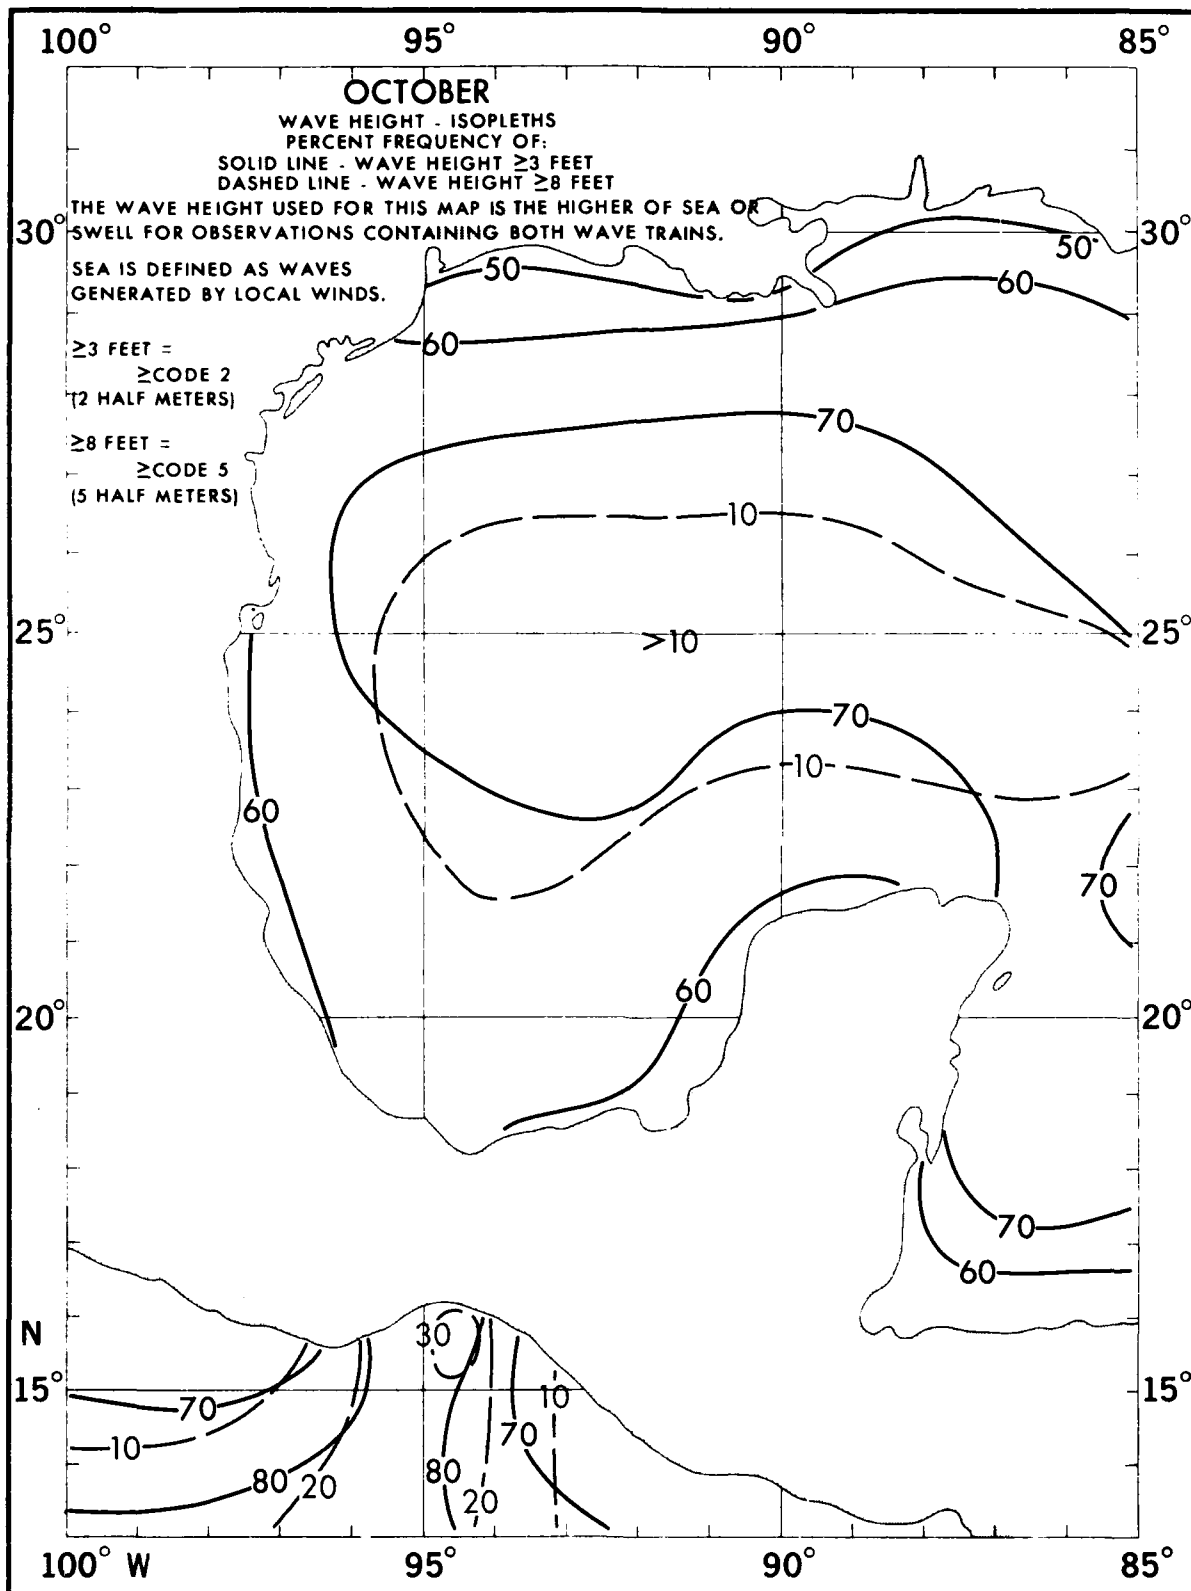 100° 95° 90° 85°
OCTOBER
WAVE HEIGHT - ISOPLETHS
PERCENT FREQUENCY OF:
SOLID LINE - WAVE HEIGHT ≥3 FEET
DASHED LINE - WAVE HEIGHT ≥8 FEET
THE WAVE HEIGHT USED FOR THIS MAP IS THE HIGHER OF SEA OR
SWELL FOR OBSERVATIONS CONTAINING BOTH WAVE TRAINS.
30° 30°
50
SEA IS DEFINED AS WAVES
GENERATED BY LOCAL WINDS.
50
60
60
≥3 FEET =
≥CODE 2
(2 HALF METERS)
70
≥8 FEET =
≥CODE 5
(5 HALF METERS)
10
25° >10 25°
70
10
60
70
60
20° 20°
70
60
N
30
15° 10 15°
70
10 70
80 20 80 20
100° W 95° 90° 85°